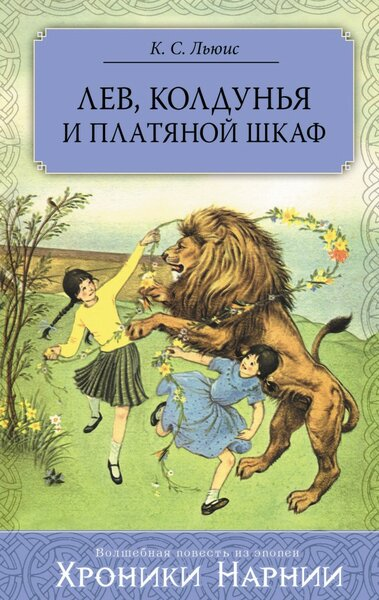 К. С. Льюис
ЛЕВ, КОЛДУНЬЯ
И ПЛАТЯНОЙ ШКАФ
Волшебная повесть из эпопеи
Хроники Нарнии